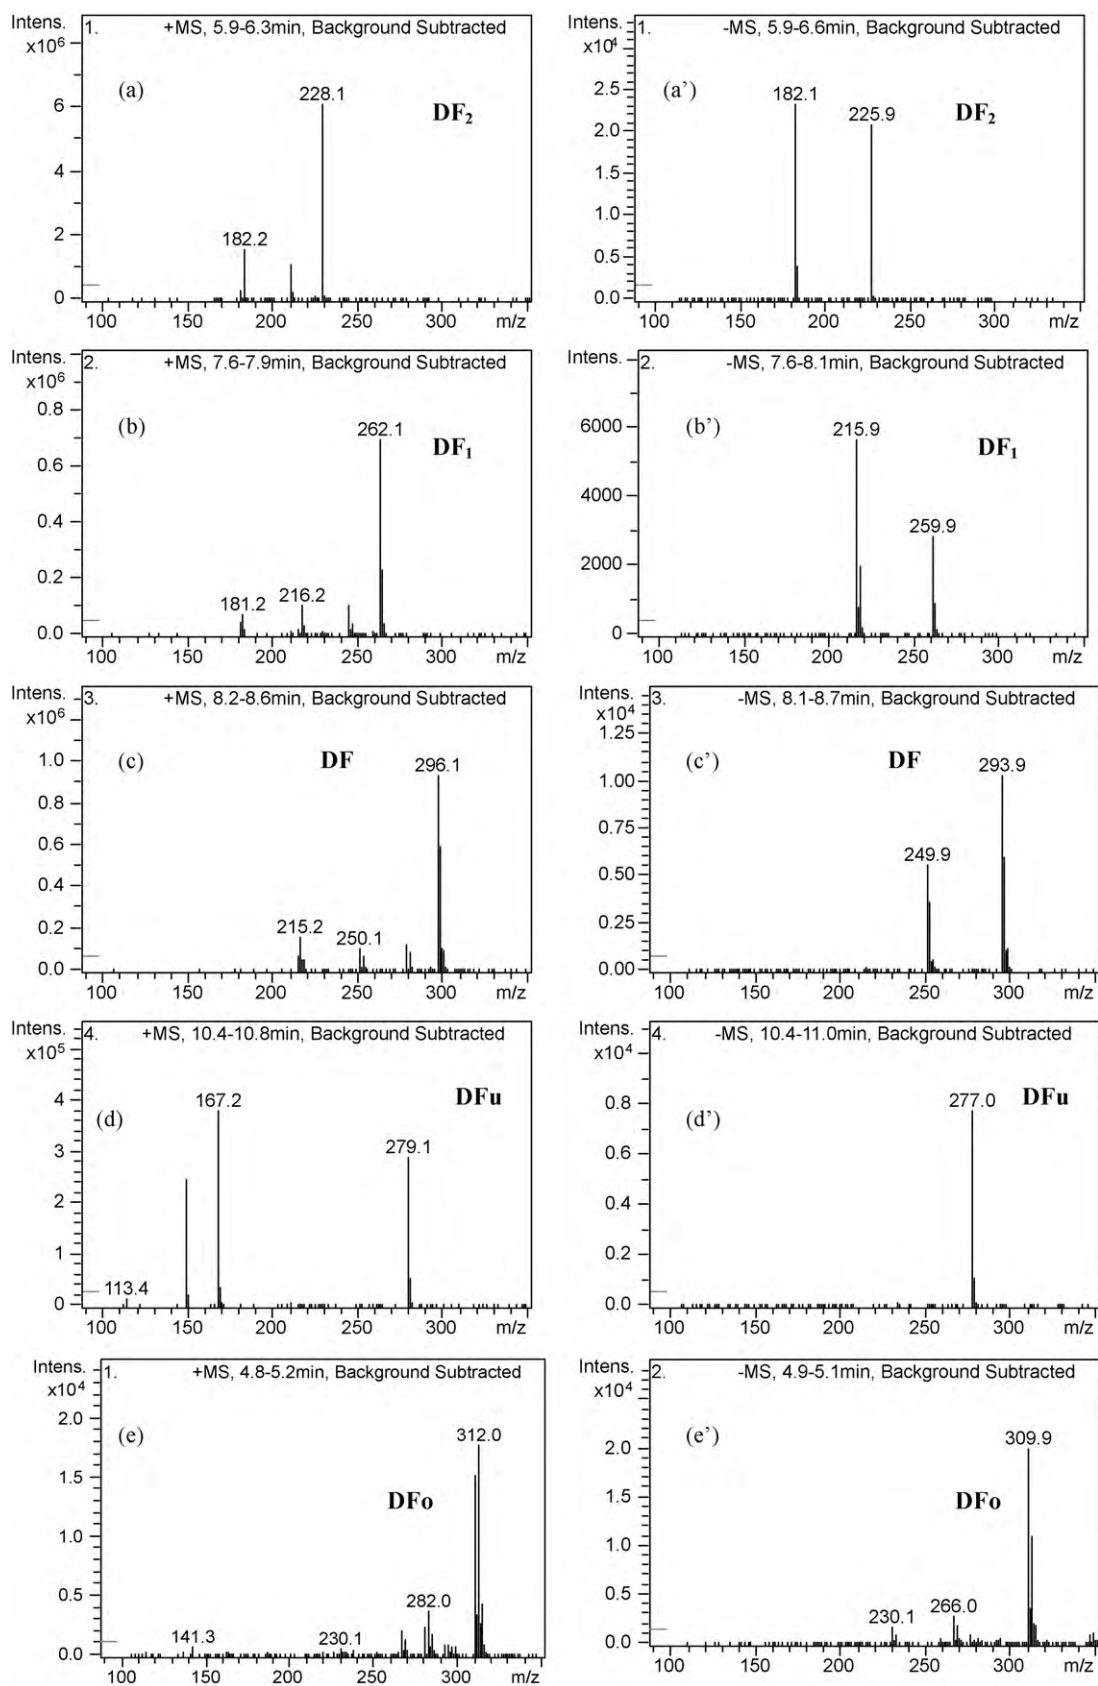 Intens.
x10⁶
1. +MS, 5.9-6.3min, Background Subtracted
(a)
DF₂
228.1
182.2
6
4
2
0
100 150 200 250 300 m/z
Intens.
x10⁴
1. -MS, 5.9-6.6min, Background Subtracted
(a')
DF₂
182.1
225.9
2.5
2.0
1.5
1.0
0.5
0.0
100 150 200 250 300 m/z
Intens.
x10⁶
2. +MS, 7.6-7.9min, Background Subtracted
(b)
DF₁
262.1
216.2
181.2
0.8
0.6
0.4
0.2
0.0
100 150 200 250 300 m/z
Intens.
2. -MS, 7.6-8.1min, Background Subtracted
(b')
DF₁
215.9
259.9
6000
4000
2000
0
100 150 200 250 300 m/z
Intens.
x10⁶
3. +MS, 8.2-8.6min, Background Subtracted
(c)
DF
296.1
215.2
250.1
1.0
0.8
0.6
0.4
0.2
0.0
100 150 200 250 300 m/z
Intens.
x10⁴
3. -MS, 8.1-8.7min, Background Subtracted
(c')
DF
293.9
249.9
1.25
1.00
0.75
0.50
0.25
0.00
100 150 200 250 300 m/z
Intens.
x10⁵
4. +MS, 10.4-10.8min, Background Subtracted
(d)
DFu
167.2
279.1
113.4
4
3
2
1
0
100 150 200 250 300 m/z
Intens.
x10⁴
4. -MS, 10.4-11.0min, Background Subtracted
(d')
DFu
277.0
0.8
0.6
0.4
0.2
0.0
100 150 200 250 300 m/z
Intens.
x10⁴
1. +MS, 4.8-5.2min, Background Subtracted
(e)
DFo
312.0
282.0
230.1
141.3
2.0
1.5
1.0
0.5
0.0
100 150 200 250 300 m/z
Intens.
x10⁴
2. -MS, 4.9-5.1min, Background Subtracted
(e')
DFo
309.9
266.0
230.1
2.0
1.5
1.0
0.5
0.0
100 150 200 250 300 m/z